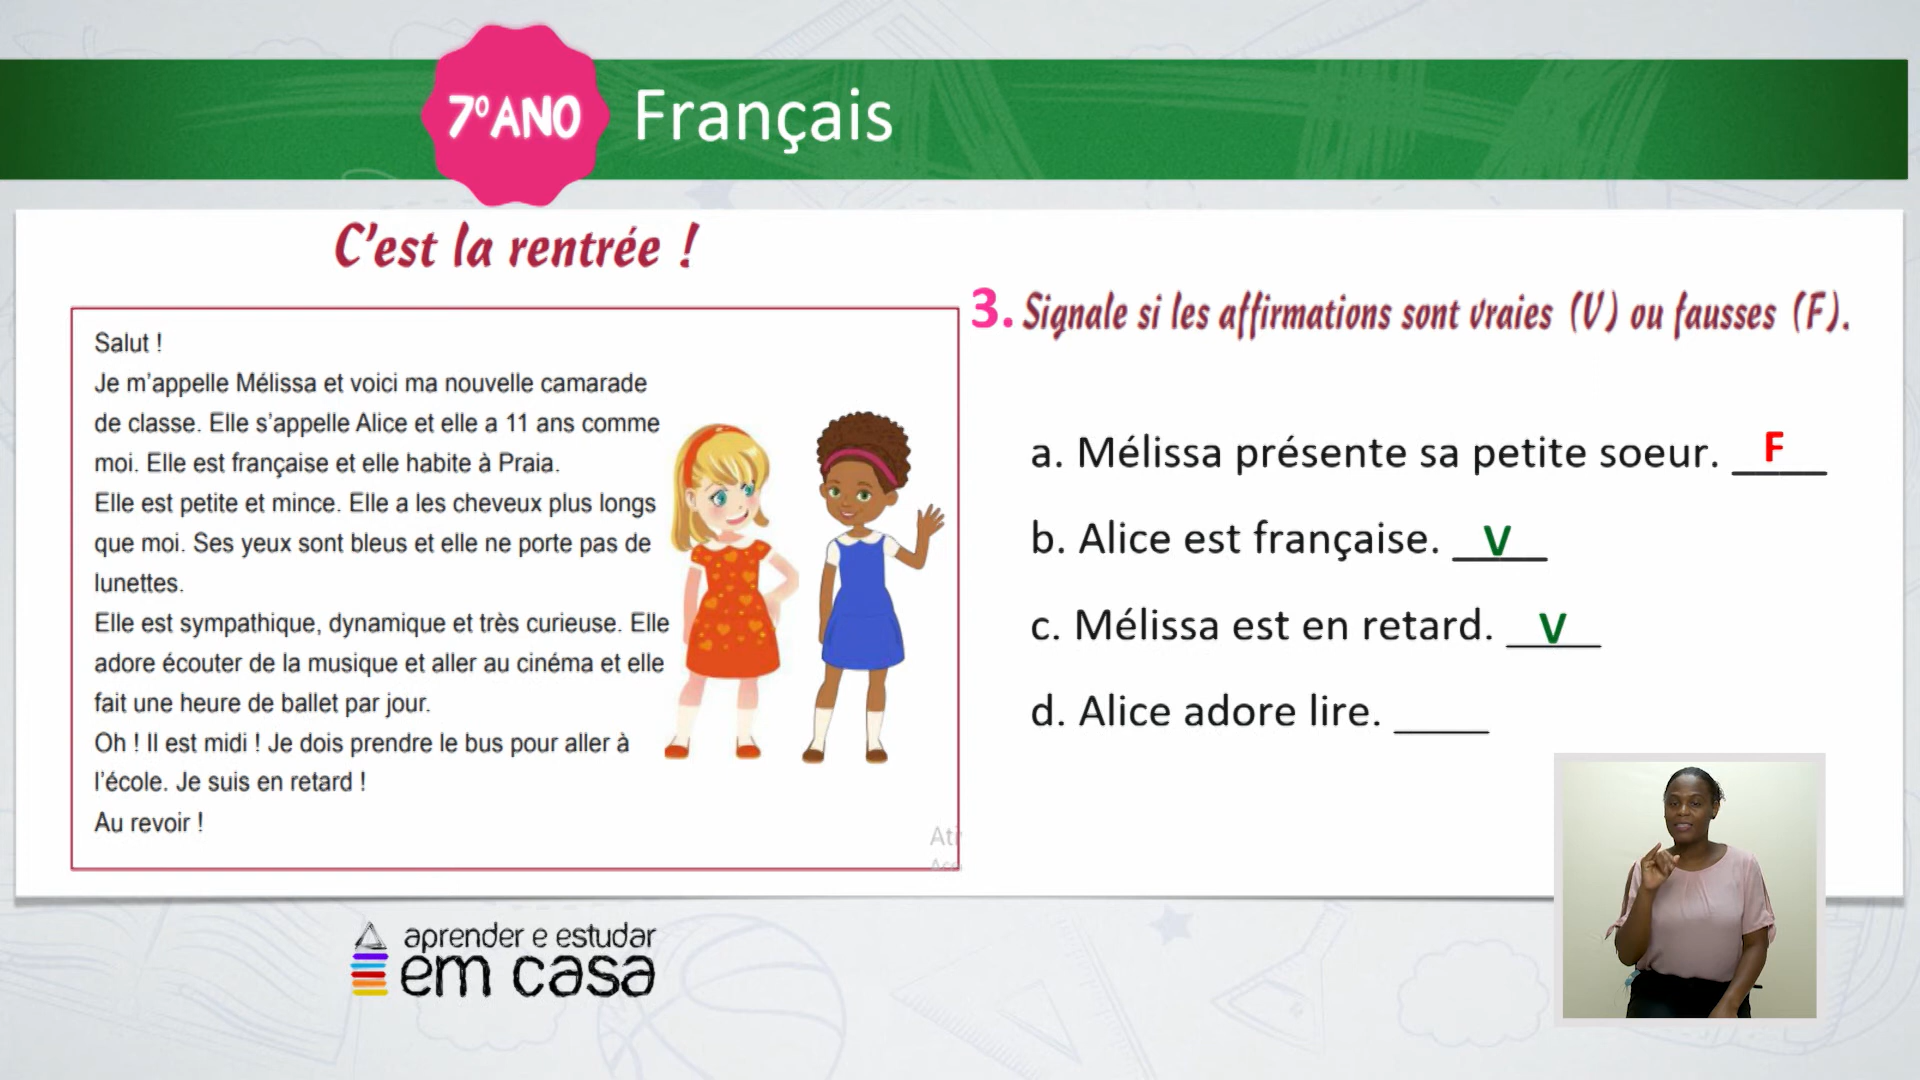 7ºANO
Français
C'est la rentrée !
Salut !
Je m'appelle Mélissa et voici ma nouvelle camarade
de classe. Elle s'appelle Alice et elle a 11 ans comme
moi. Elle est française et elle habite à Praia.
Elle est petite et mince. Elle a les cheveux plus longs
que moi. Ses yeux sont bleus et elle ne porte pas de
lunettes.
Elle est sympathique, dynamique et très curieuse. Elle
adore écouter de la musique et aller au cinéma et elle
fait une heure de ballet par jour.
Oh ! Il est midi ! Je dois prendre le bus pour aller à
l'école. Je suis en retard !
Au revoir !
3. Signale si les affirmations sont vraies (V) ou fausses (F).
a. Mélissa présente sa petite soeur. F
b. Alice est française. V
c. Mélissa est en retard. V
d. Alice adore lire. _____
aprender e estudar
em casa